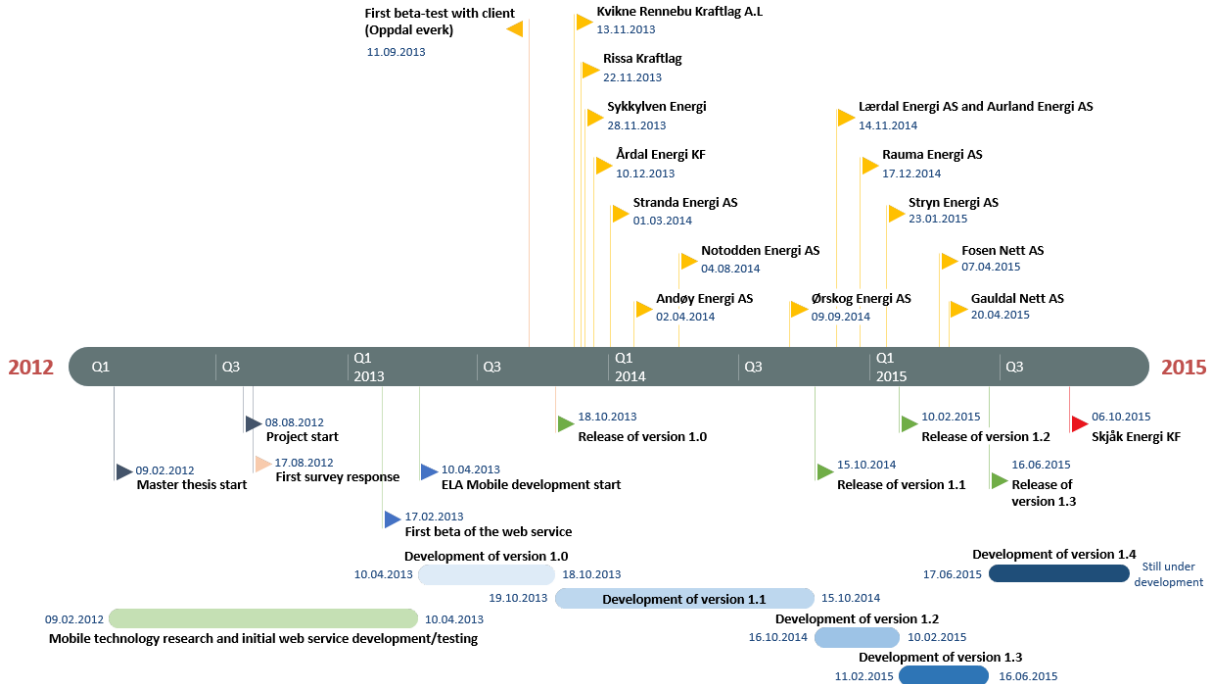 First beta-test with client
(Oppdal everk)
11.09.2013
Kvikne Rennebu Kraftlag A.L
13.11.2013
Rissa Kraftlag
22.11.2013
Sykkylven Energi
28.11.2013
Årdal Energi KF
10.12.2013
Stranda Energi AS
01.03.2014
Notodden Energi AS
04.08.2014
Andøy Energi AS
02.04.2014
Lærdal Energi AS and Aurland Energi AS
14.11.2014
Rauma Energi AS
17.12.2014
Stryn Energi AS
23.01.2015
Fosen Nett AS
07.04.2015
Ørskog Energi AS
09.09.2014
Gauldal Nett AS
20.04.2015
2012
Q1
Q3
Q1
2013
Q3
Q1
2014
Q3
Q1
2015
Q3
2015
08.08.2012
Project start
17.08.2012
First survey response
09.02.2012
Master thesis start
18.10.2013
Release of version 1.0
10.04.2013
ELA Mobile development start
17.02.2013
First beta of the web service
10.02.2015
Release of version 1.2
15.10.2014
Release of version 1.1
16.06.2015
Release of
version 1.3
06.10.2015
Skjåk Energi KF
Development of version 1.0
10.04.2013
18.10.2013
Development of version 1.4
17.06.2015
Still under
development
19.10.2013
Development of version 1.1
15.10.2014
09.02.2012
10.04.2013
Mobile technology research and initial web service development/testing
Development of version 1.2
16.10.2014
10.02.2015
Development of version 1.3
11.02.2015
16.06.2015